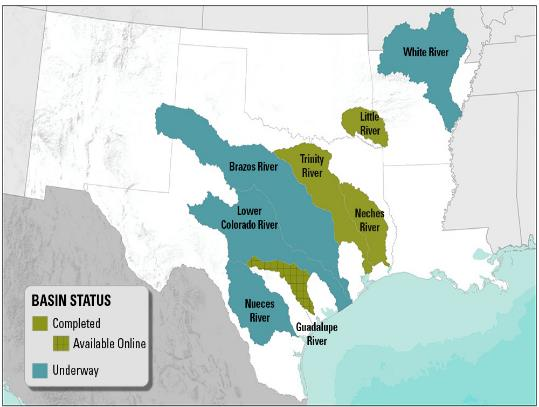 White River
Little
River
Trinity
River
Brazos River
Neches
River
Lower
Colorado River
Nueces
River
Guadalupe
River
BASIN STATUS
Completed
Available Online
Underway